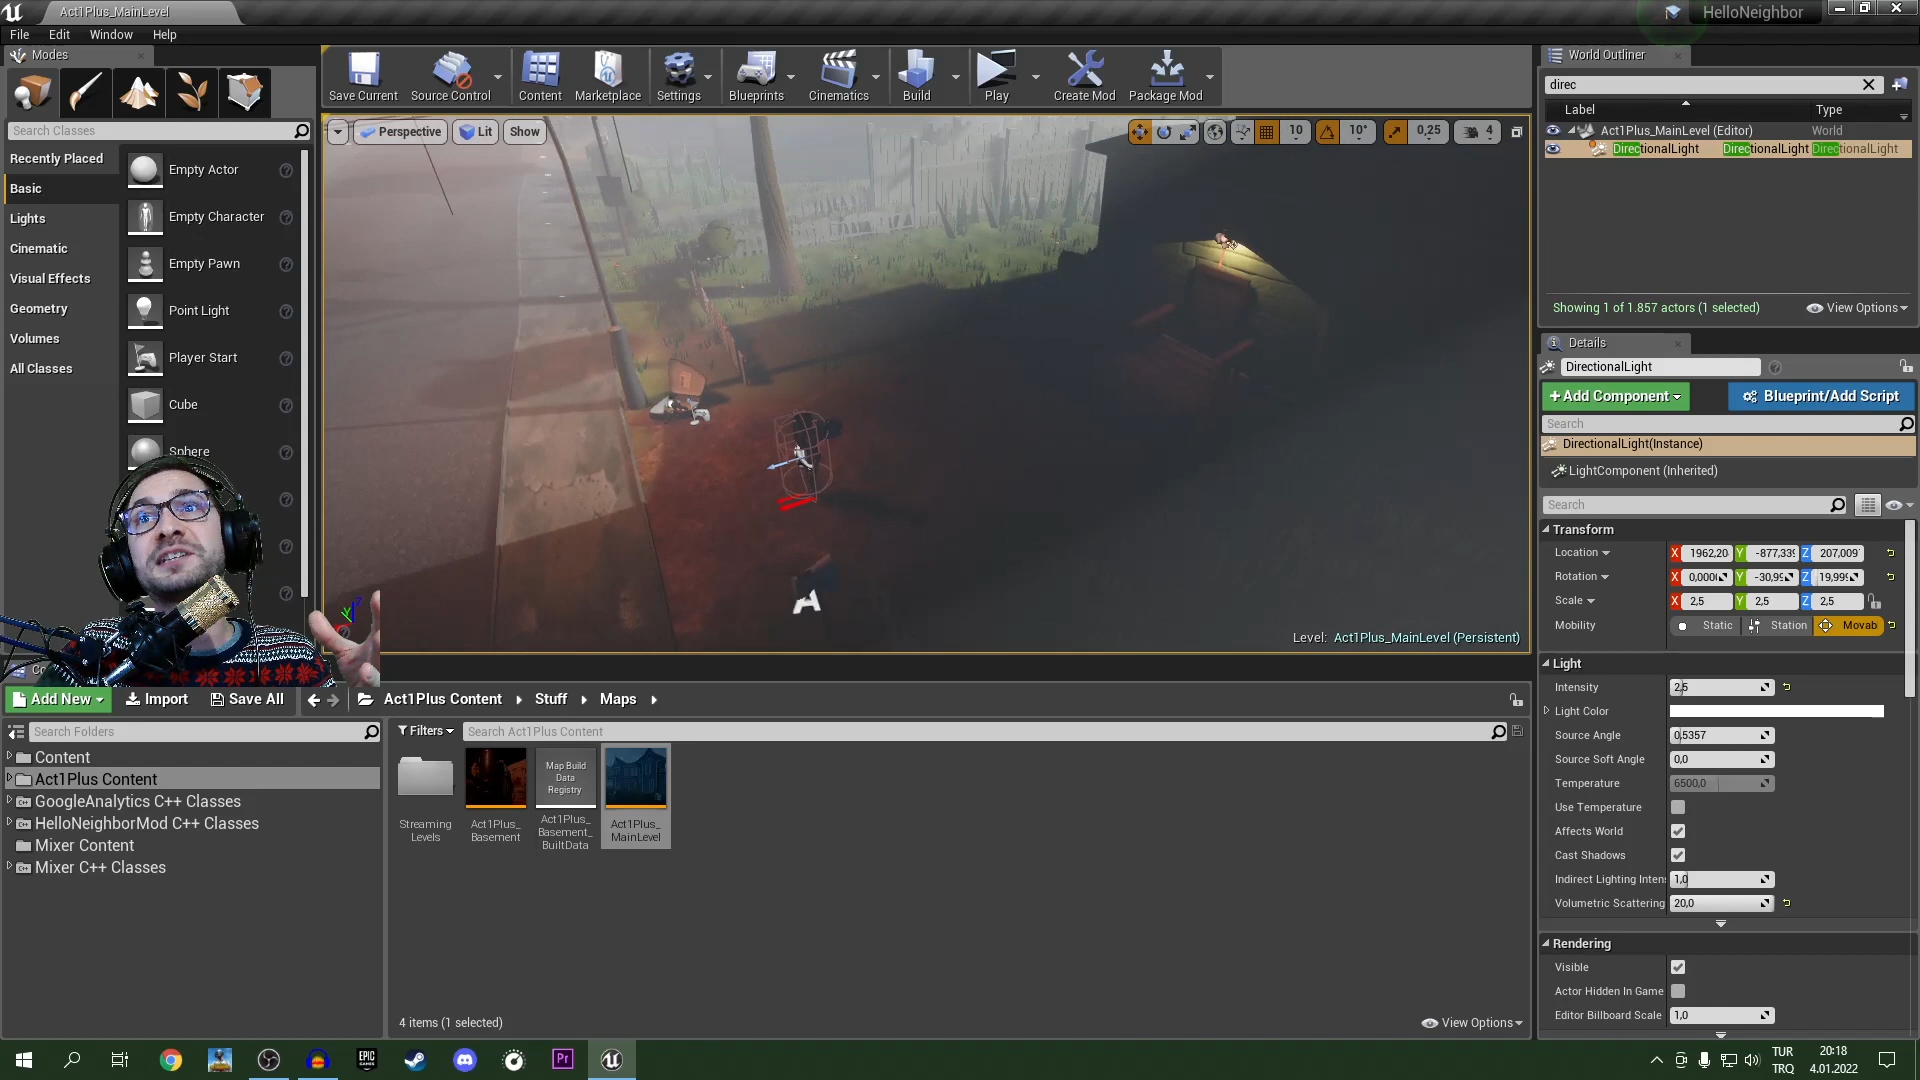 Act1Plus_MainLevel
HelloNeighbor
File Edit Window Help
Modes
Search Classes
Recently Placed
Basic
Lights
Cinematic
Visual Effects
Geometry
Volumes
All Classes
Empty Actor
Empty Character
Empty Pawn
Point Light
Player Start
Cube
Sphere
Save Current
Source Control
Content
Marketplace
Settings
Blueprints
Cinematics
Build
Play
Create Mod
Package Mod
Perspective
Lit
Show
10
10°
0,25
4
Level: Act1Plus_MainLevel (Persistent)
World Outliner
direc
Label Type
Act1Plus_MainLevel (Editor) World
DirectionalLight DirectionalLight DirectionalLight
Showing 1 of 1.857 actors (1 selected) View Options
Details
DirectionalLight
+Add Component
Blueprint/Add Script
Search
DirectionalLight(Instance)
LightComponent (Inherited)
Search
Transform
Location X 1962,20 Y -877,339 Z 207,009
Rotation X 0,000 Y -30,99 Z 19,999
Scale X 2,5 Y 2,5 Z 2,5
Mobility Static Station Movab
Light
Intensity 2,5
Light Color
Source Angle 0,5357
Source Soft Angle 0,0
Temperature 6500,0
Use Temperature
Affects World
Cast Shadows
Indirect Lighting Inten 1,0
Volumetric Scattering 20,0
Rendering
Visible
Actor Hidden In Game
Editor Billboard Scale 1,0
Add New Import Save All
Act1Plus Content Stuff Maps
Search Folders
Content
Act1Plus Content
GoogleAnalytics C++ Classes
HelloNeighborMod C++ Classes
Mixer Content
Mixer C++ Classes
Filters
Search Act1Plus Content
Map Build
Data
Registry
Streaming
Levels
Act1Plus_
Basement
Act1Plus_
Basement_
BuiltData
Act1Plus_
MainLevel
4 items (1 selected)
View Options
EPIC
GAMES
Pr
TUR
TRQ
20:18
4.01.2022